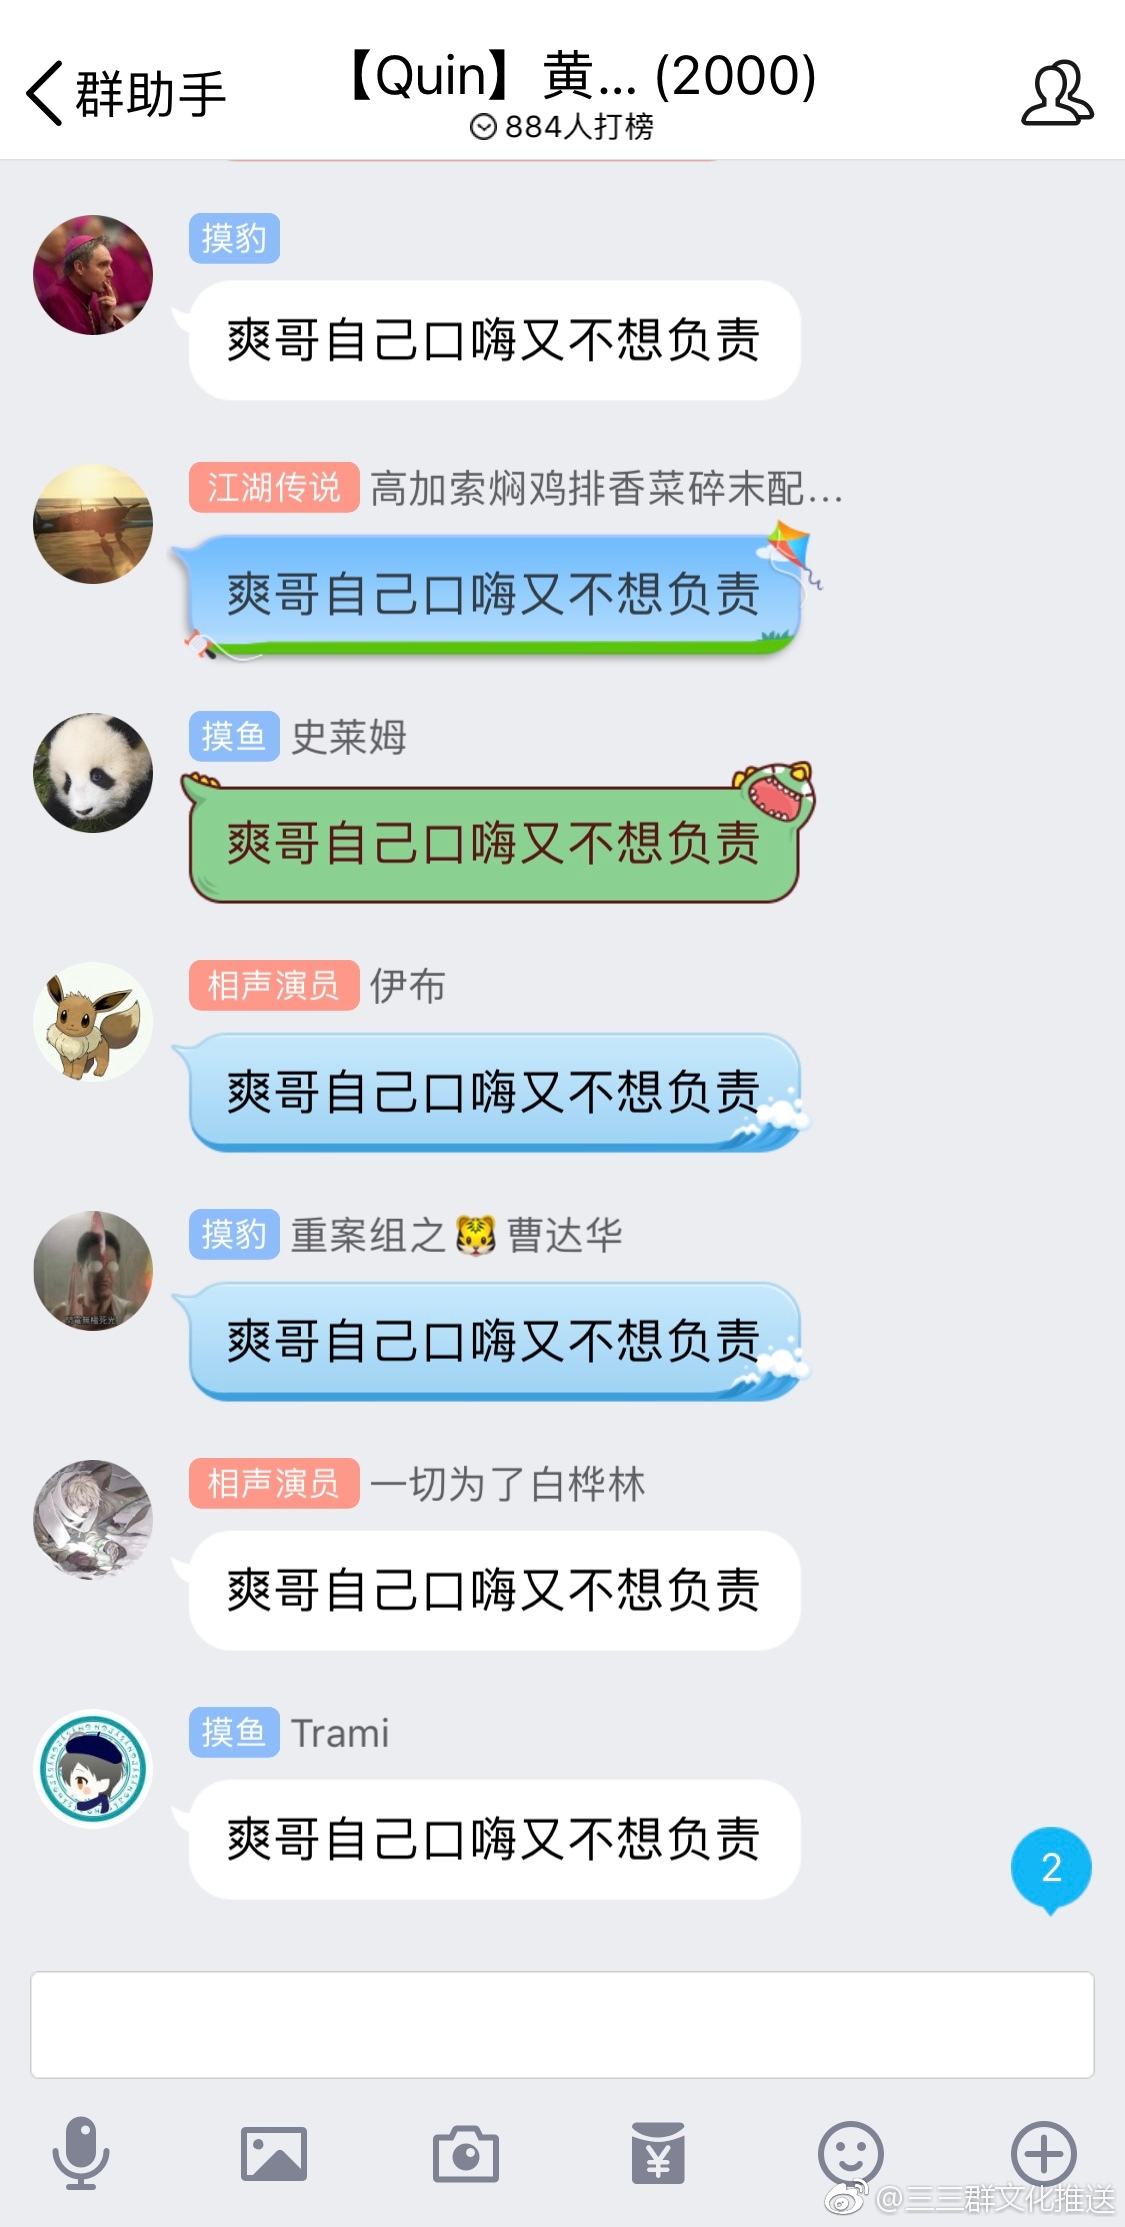 群助手
【Quin】黄... (2000)
884人打榜
摸豹
爽哥自己口嗨又不想负责
江湖传说 高加索焖鸡排香菜碎末配...
爽哥自己口嗨又不想负责
摸鱼 史莱姆
爽哥自己口嗨又不想负责
相声演员 伊布
爽哥自己口嗨又不想负责
摸豹 重案组之🐯曹达华
爽哥自己口嗨又不想负责
相声演员 一切为了白桦林
爽哥自己口嗨又不想负责
摸鱼 Trami
爽哥自己口嗨又不想负责
2
¥
@三三群文化推送